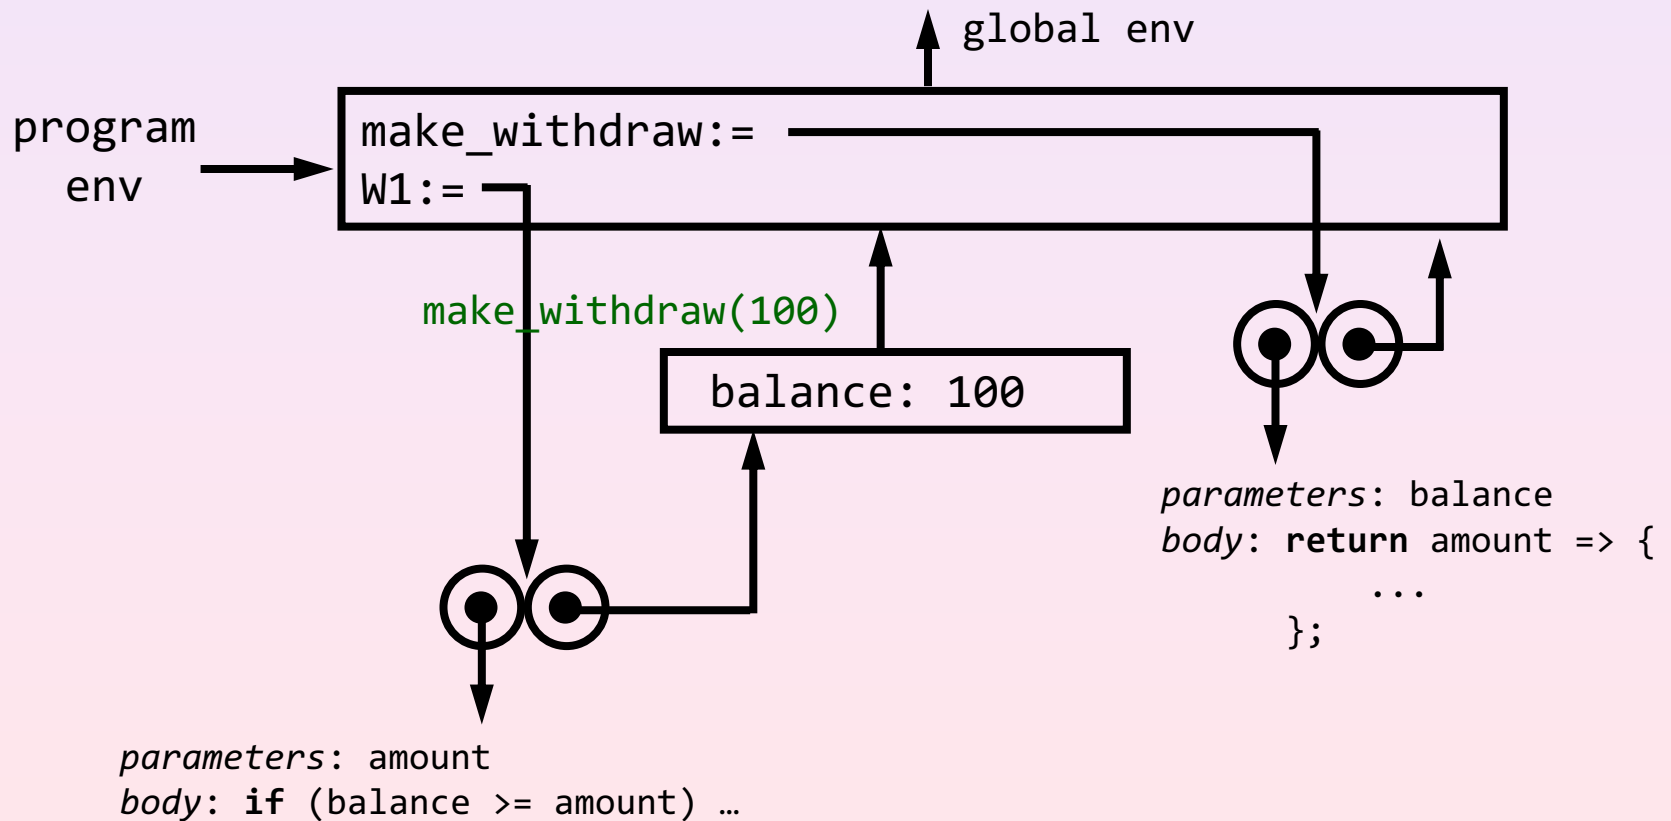 global env
program
env
make_withdraw:=
W1:=
make_withdraw(100)
balance: 100
parameters: balance
body: return amount => {
...
};
parameters: amount
body: if (balance >= amount) …